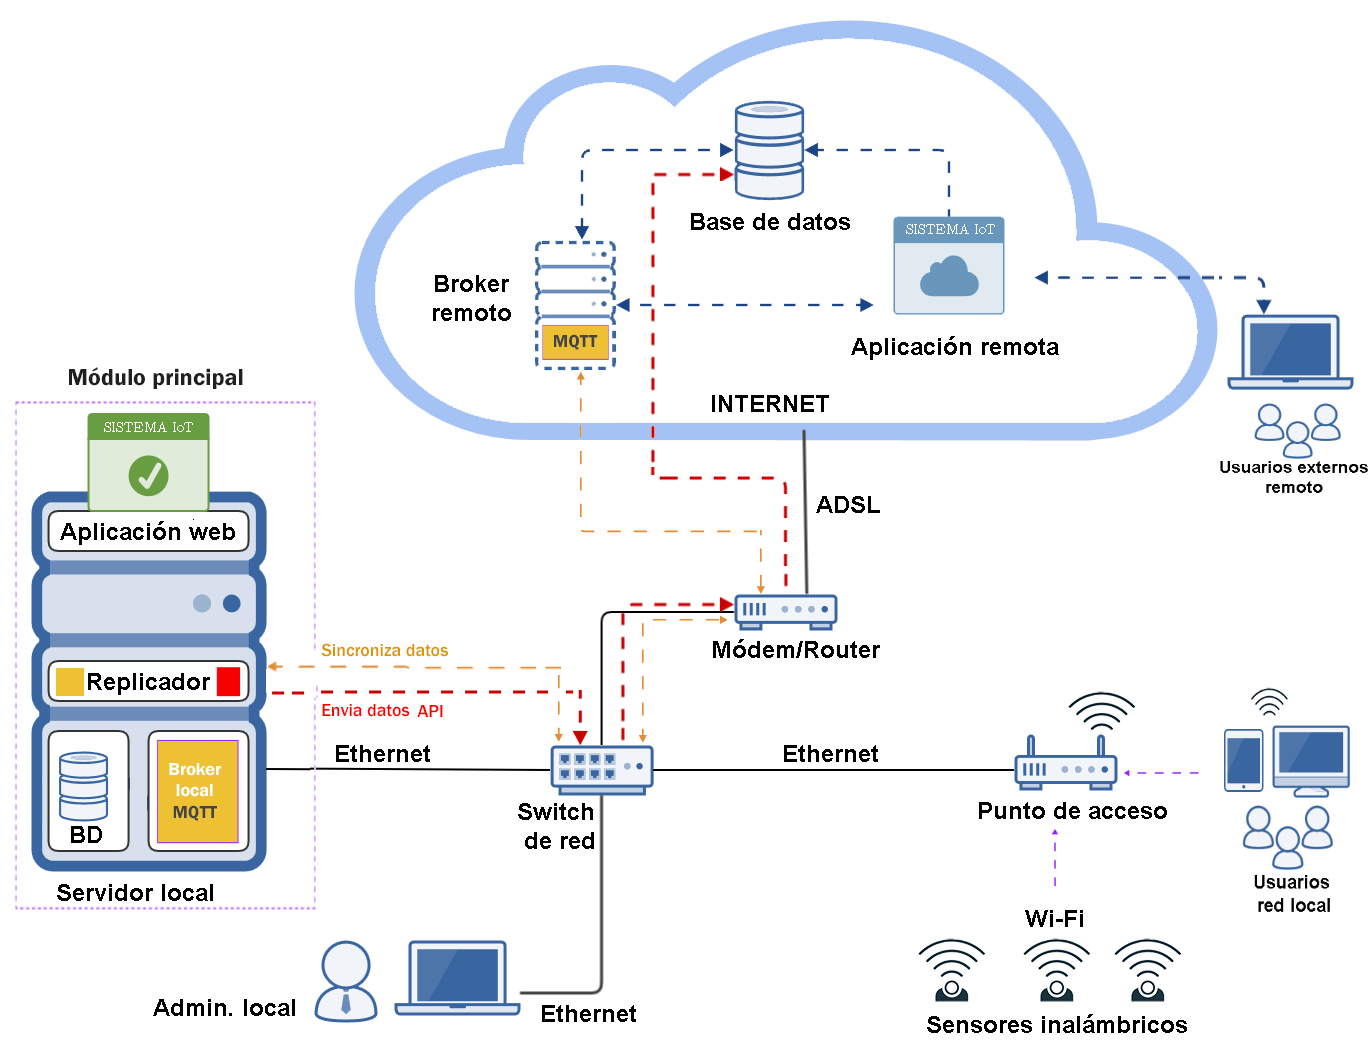 Base de datos
SISTEMA IoT
Broker
remoto
MQTT
Aplicación remota
INTERNET
Usuarios externos
remoto
ADSL
Módulo principal
SISTEMA IoT
Aplicación web
Replicador
Sincroniza datos
Envia datos API
BD
Broker
local
MQTT
Servidor local
Ethernet
Módem/Router
Switch
de red
Ethernet
Punto de acceso
Usuarios
red local
Wi-Fi
Sensores inalámbricos
Admin. local
Ethernet